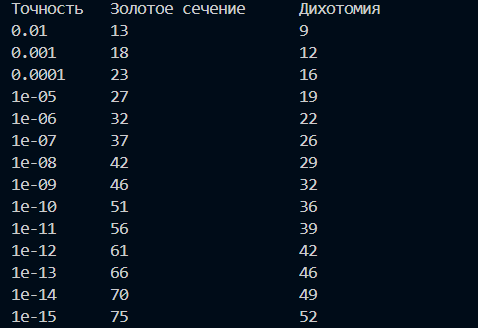 Точность Золотое сечение Дихотомия
0.01 13 9
0.001 18 12
0.0001 23 16
1e-05 27 19
1e-06 32 22
1e-07 37 26
1e-08 42 29
1e-09 46 32
1e-10 51 36
1e-11 56 39
1e-12 61 42
1e-13 66 46
1e-14 70 49
1e-15 75 52